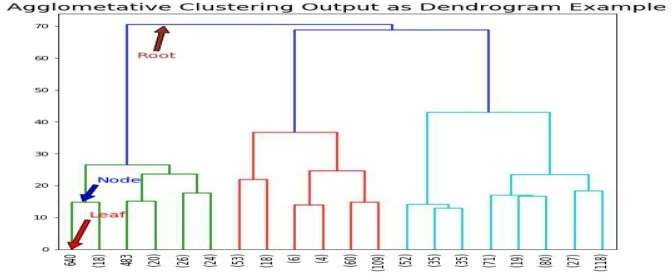 Agglometative Clustering Output as Dendrogram Example
70
60
50
40
30
20
10
0
Root
Node
Leaf
640 (18) 483 (20) (26) (24) (53) (18) (6) (4) (60) (109) (52) (35) (35) (71) (19) (80) (27) (118)